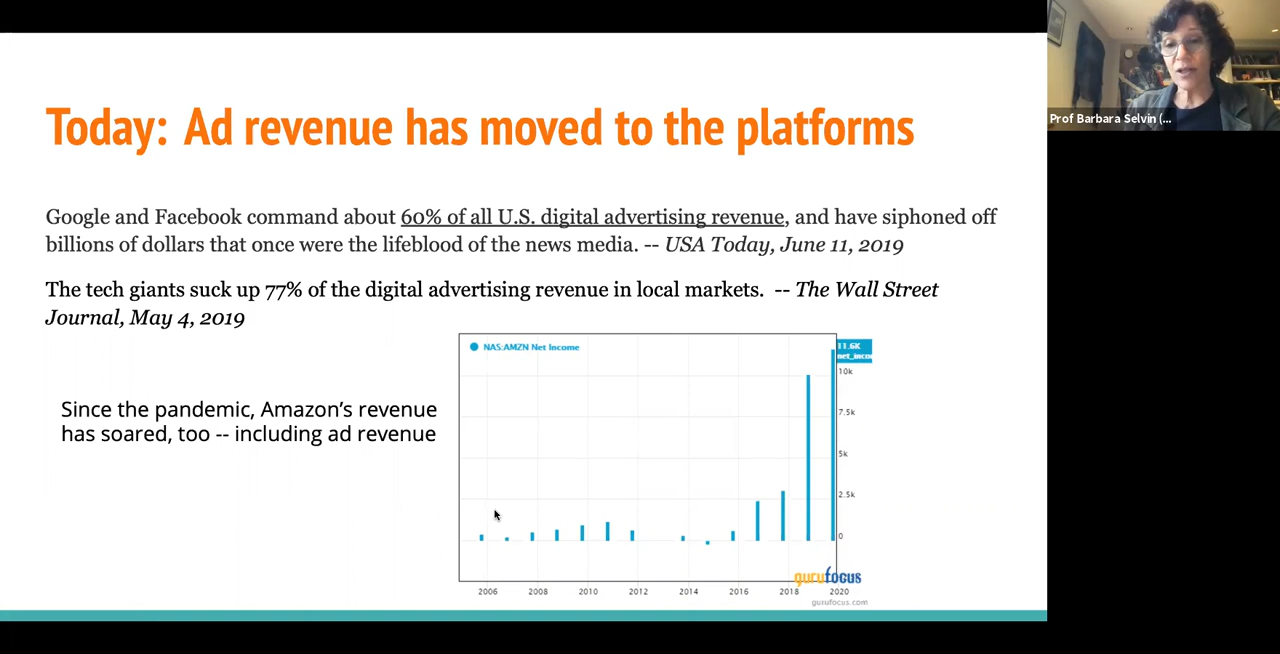 Today: Ad revenue has moved to the platforms
Prof Barbara Selvin (...
Google and Facebook command about 60% of all U.S. digital advertising revenue, and have siphoned off
billions of dollars that once were the lifeblood of the news media. -- USA Today, June 11, 2019
The tech giants suck up 77% of the digital advertising revenue in local markets. -- The Wall Street
Journal, May 4, 2019
Since the pandemic, Amazon's revenue
has soared, too -- including ad revenue
NAS:AMZN Net Income
11.6K
net_inco
10k
7.5k
5k
2.5k
0
gurufocus
2006 2008 2010 2012 2014 2016 2018 2020
gurufocus.com